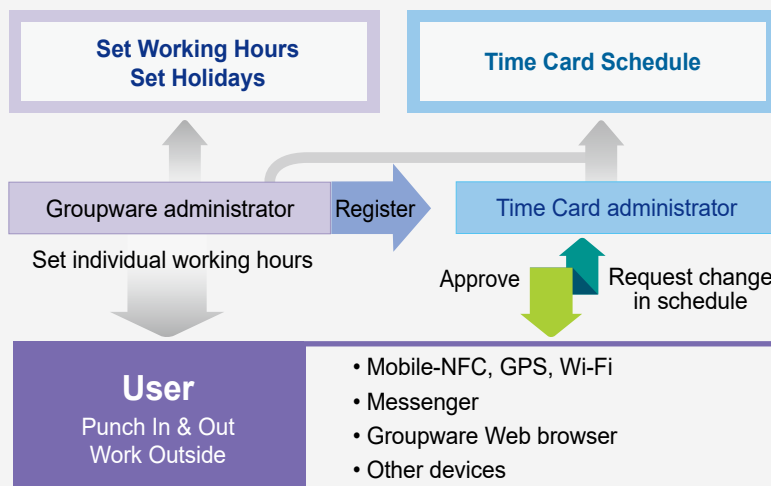 Set Working Hours
Set Holidays
Time Card Schedule
Groupware administrator
Register
Time Card administrator
Set individual working hours
Approve
Request change
in schedule
User
Punch In & Out
Work Outside
• Mobile-NFC, GPS, Wi-Fi
• Messenger
• Groupware Web browser
• Other devices